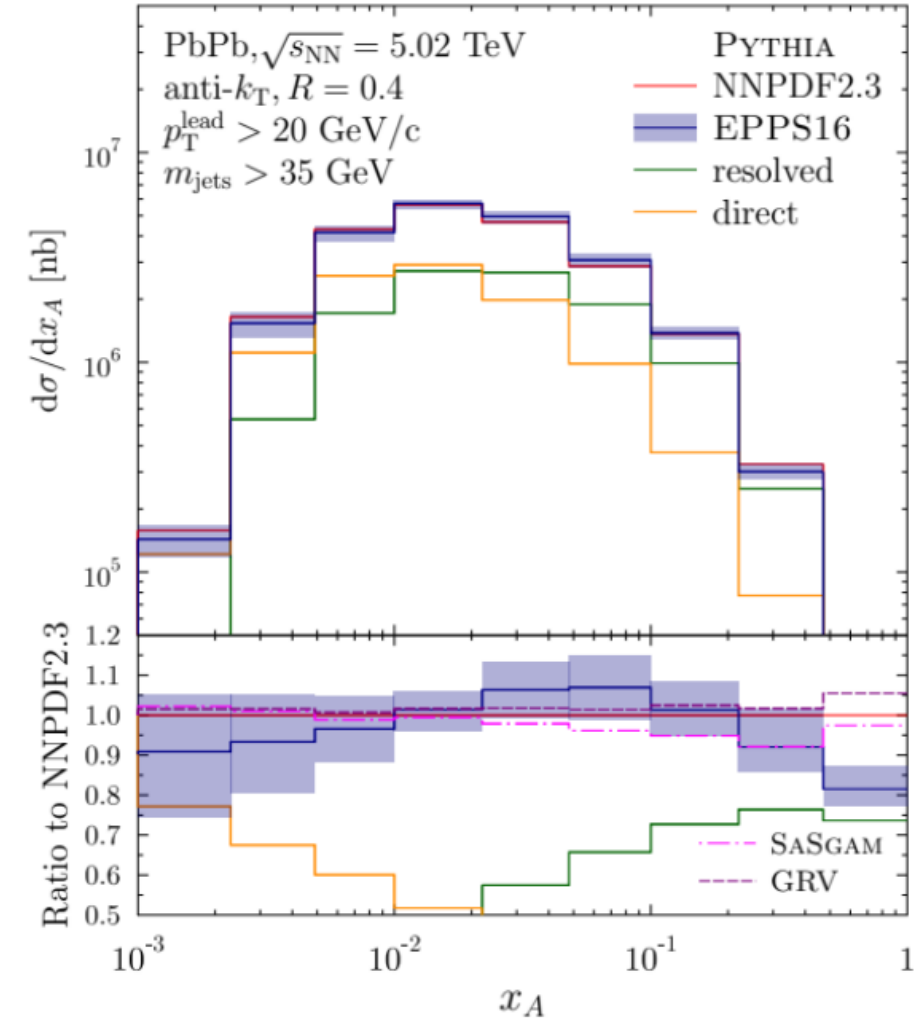 PbPb, √s_NN = 5.02 TeV
anti-k_T, R = 0.4
p_T^lead > 20 GeV/c
m_jets > 35 GeV
PYTHIA
NNPDF2.3
EPPS16
resolved
direct
dσ/dx_A [nb]
10^7
10^6
10^5
Ratio to NNPDF2.3
1.2
1.1
1.0
0.9
0.8
0.7
0.6
0.5
SASGAM
GRV
10^-3
10^-2
10^-1
1
x_A